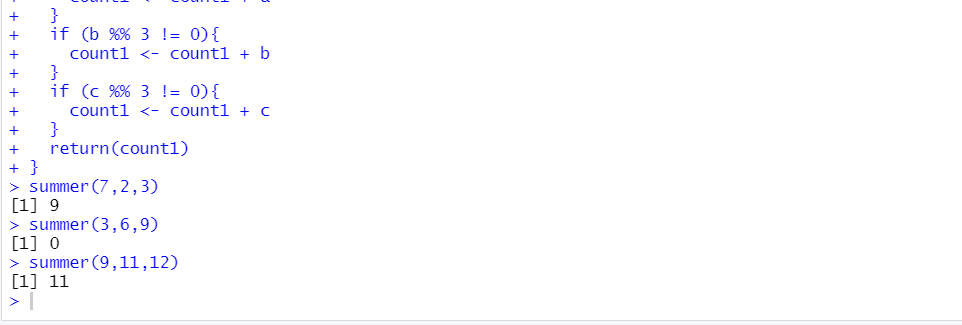 +   }
+   if (b %% 3 != 0){
+     count1 <- count1 + b
+   }
+   if (c %% 3 != 0){
+     count1 <- count1 + c
+   }
+   return(count1)
+ }
> summer(7,2,3)
[1] 9
> summer(3,6,9)
[1] 0
> summer(9,11,12)
[1] 11
>